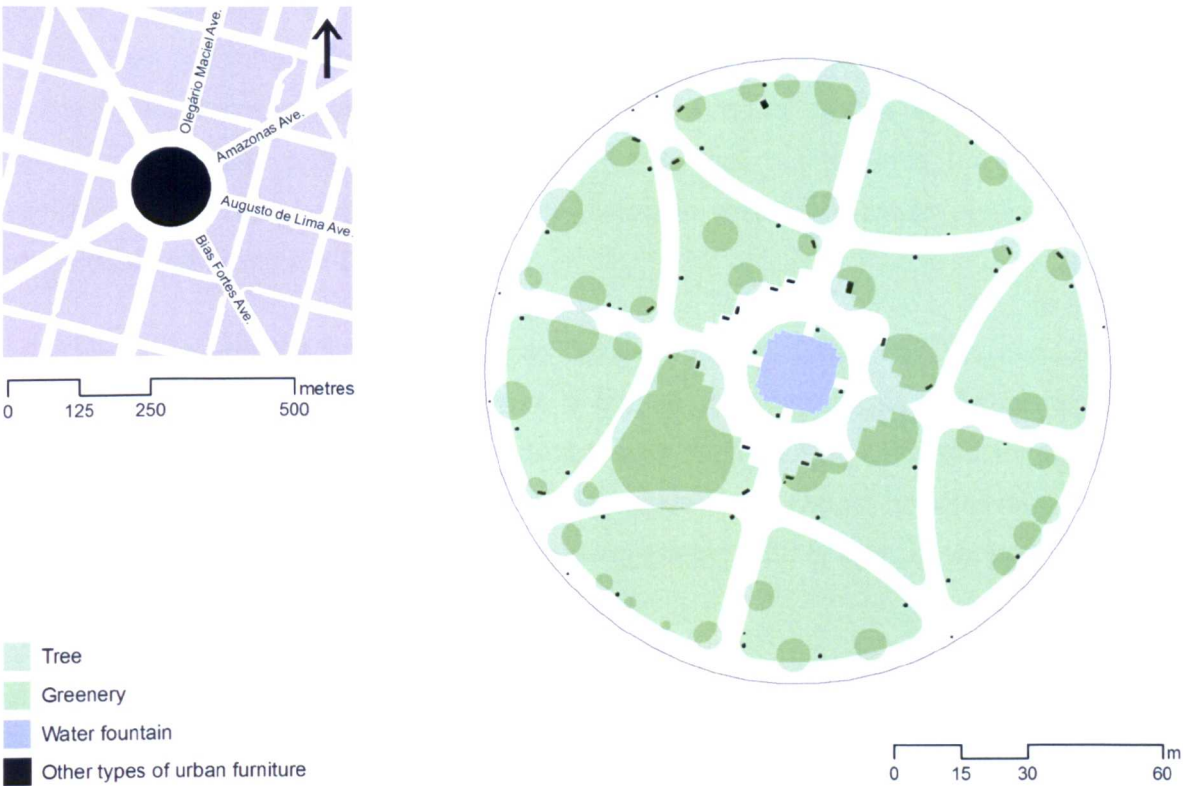 Olegário Maciel Ave.
Amazonas Ave.
Augusto de Lima Ave.
Bias Fortes Ave.
metres
0 125 250 500
Tree
Greenery
Water fountain
Other types of urban furniture
m
0 15 30 60